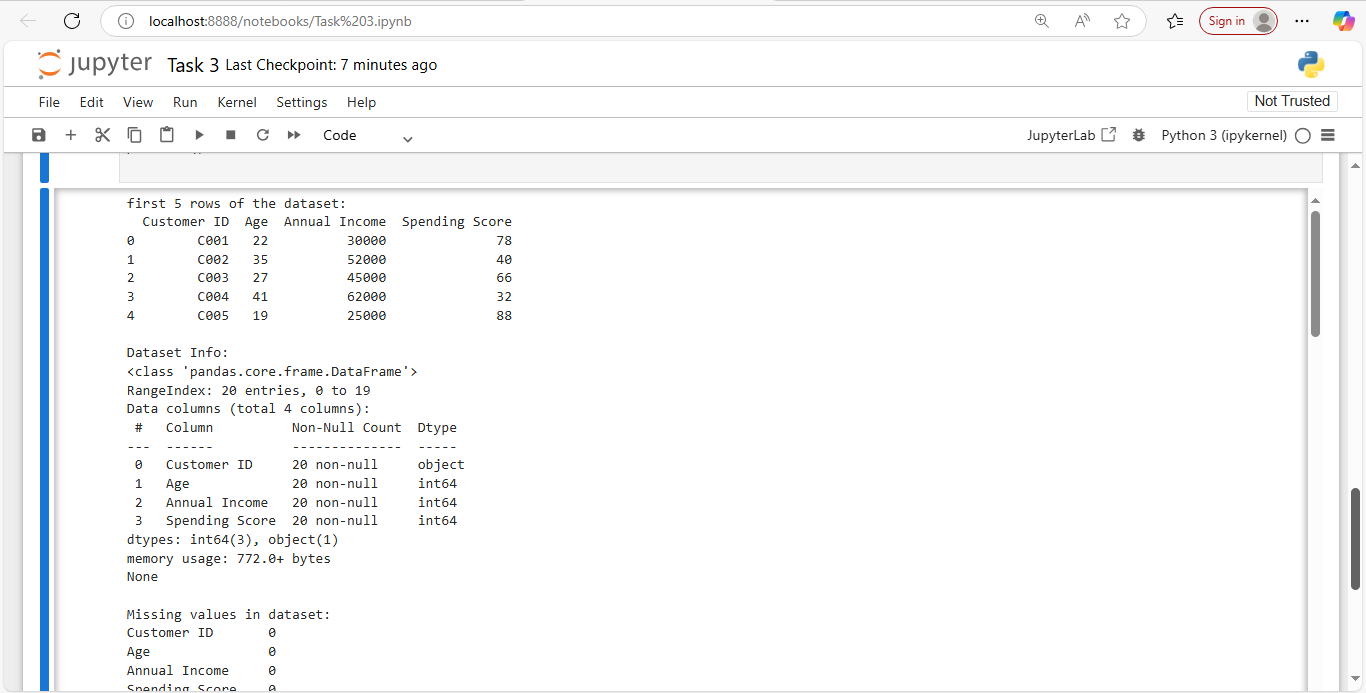 localhost:8888/notebooks/Task%203.ipynb
Sign in
jupyter Task 3 Last Checkpoint: 7 minutes ago
File Edit View Run Kernel Settings Help
Not Trusted
Code
JupyterLab
Python 3 (ipykernel)
first 5 rows of the dataset:
  Customer ID  Age  Annual Income  Spending Score
0        C001   22          30000              78
1        C002   35          52000              40
2        C003   27          45000              66
3        C004   41          62000              32
4        C005   19          25000              88
Dataset Info:
<class 'pandas.core.frame.DataFrame'>
RangeIndex: 20 entries, 0 to 19
Data columns (total 4 columns):
 #   Column          Non-Null Count  Dtype
---  ------          --------------  -----
 0   Customer ID     20 non-null     object
 1   Age             20 non-null     int64
 2   Annual Income   20 non-null     int64
 3   Spending Score  20 non-null     int64
dtypes: int64(3), object(1)
memory usage: 772.0+ bytes
None
Missing values in dataset:
Customer ID       0
Age               0
Annual Income     0
Spending Score    0